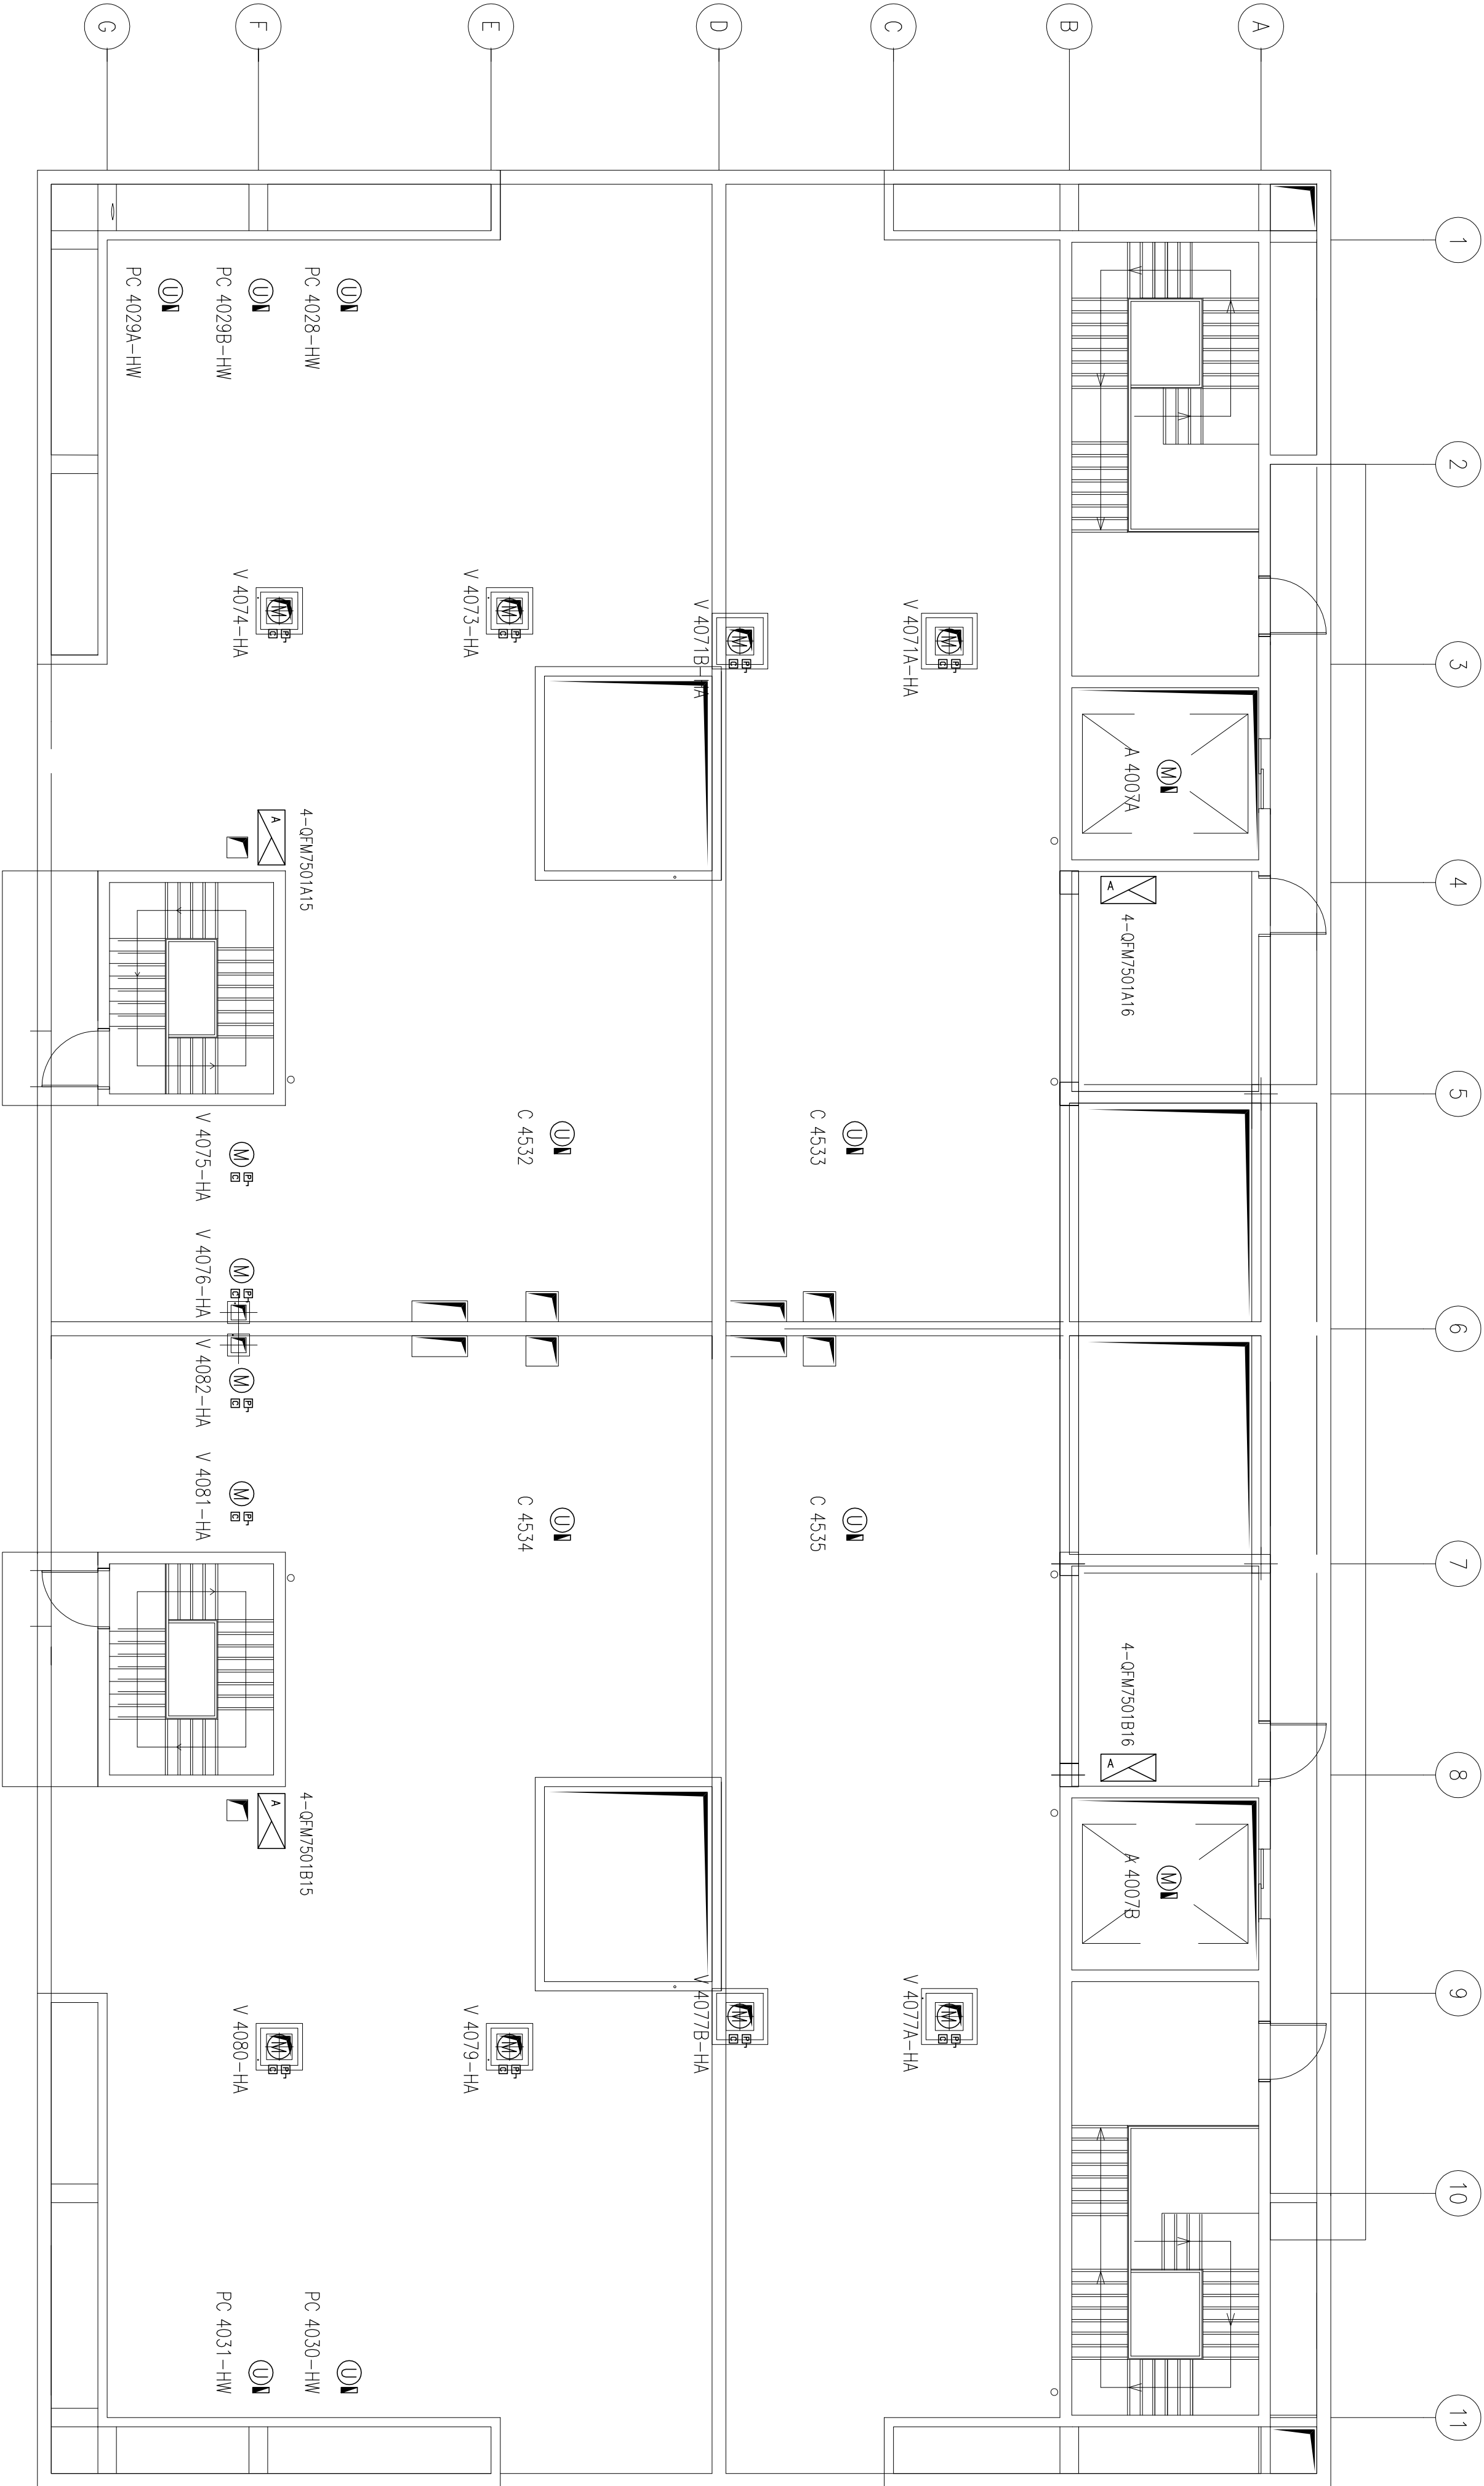 G
F
E
D
C
B
A
1
2
3
4
5
6
7
8
9
10
11
PC 4029A-HW
U
PC 4029B-HW
U
PC 4028-HW
U
V 4074-HA
M
C
P
V 4073-HA
M
C
P
V 4071B-HA
M
C
P
V 4071A-HA
M
C
P
A 4007A
M
4-QFM7501A15
A
4-QFM7501A16
A
V 4075-HA
M
C
P
C 4532
U
C 4533
U
V 4076-HA
M
C
P
V 4082-HA
M
C
P
V 4081-HA
M
C
P
C 4534
U
C 4535
U
4-QFM7501B16
A
4-QFM7501B15
A
A 4007B
M
V 4080-HA
M
C
P
V 4079-HA
M
C
P
V 4077B-HA
M
C
P
V 4077A-HA
M
C
P
PC 4031-HW
U
PC 4030-HW
U